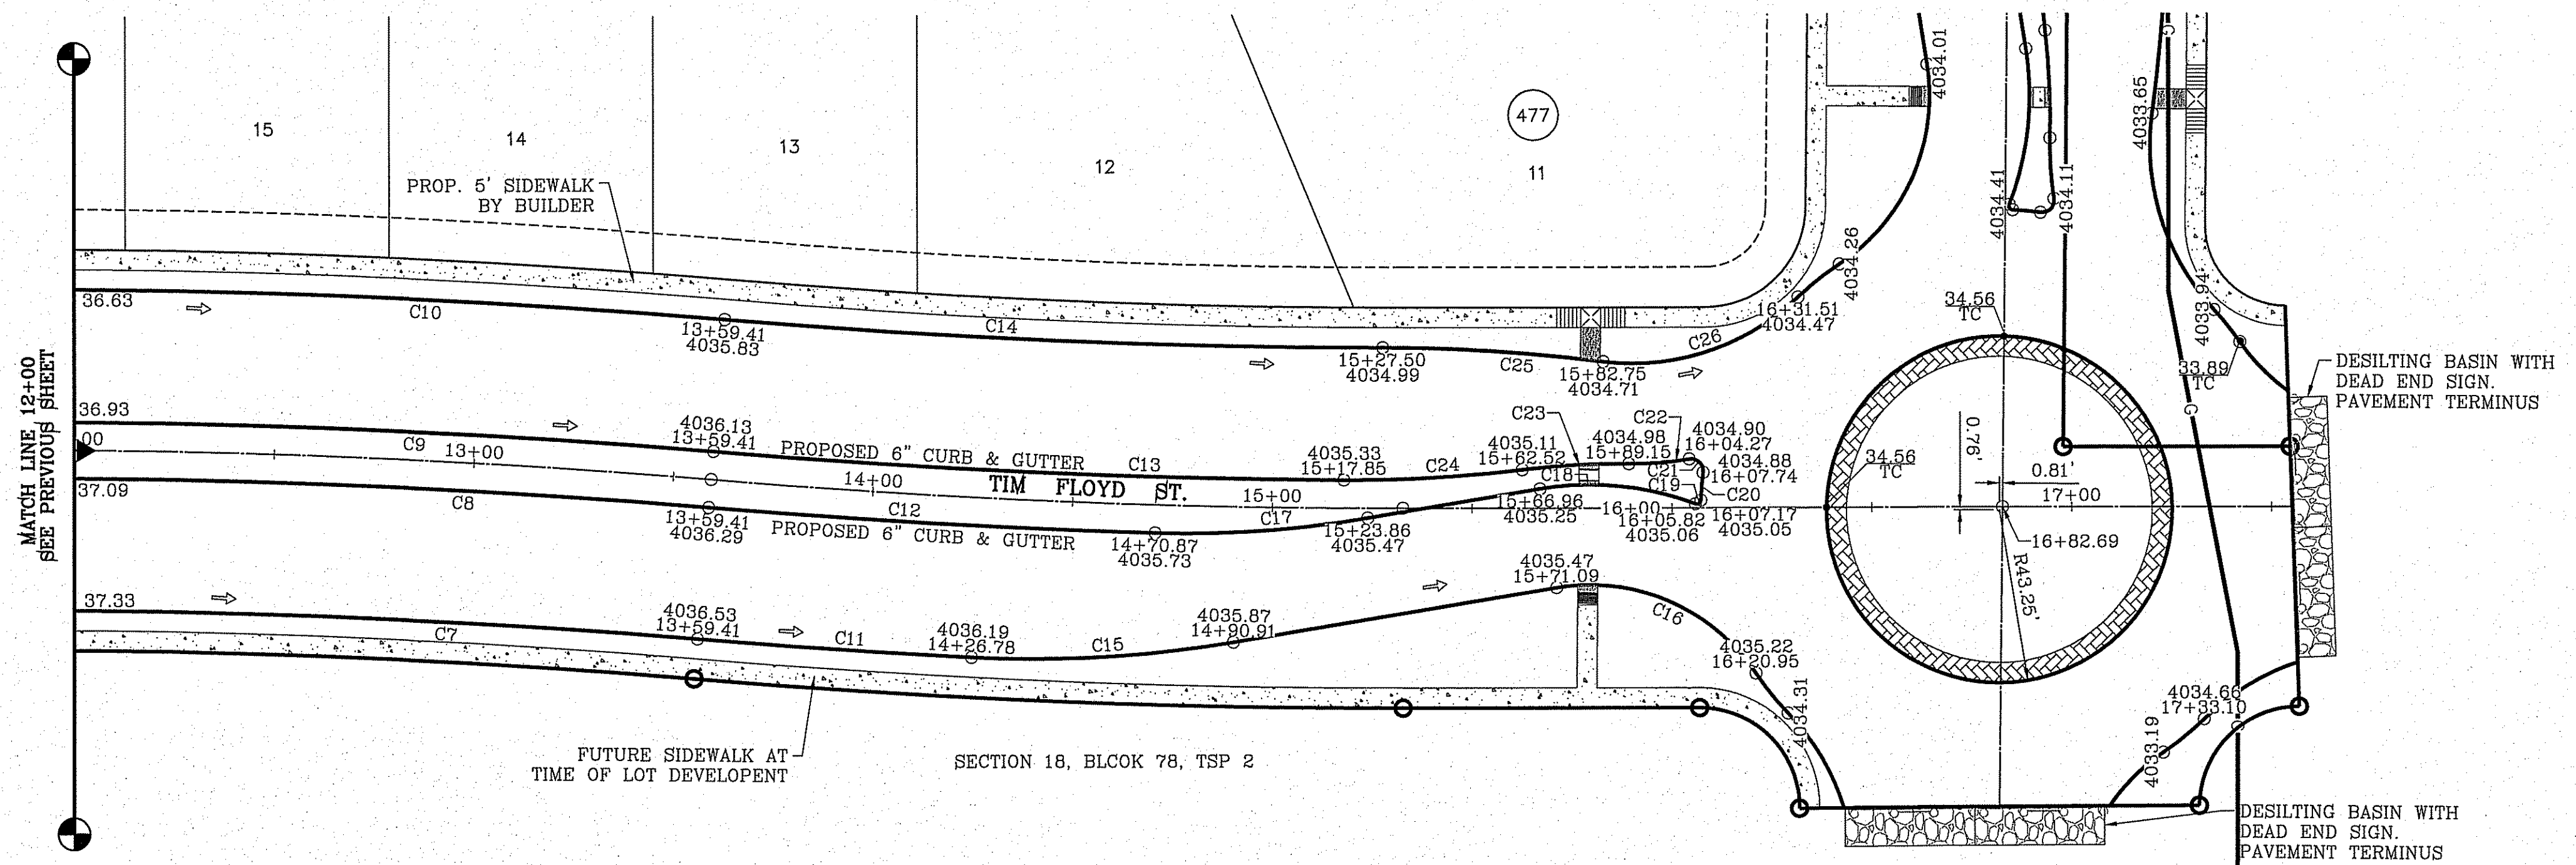 15
14
13
12
11
477
PROP. 5' SIDEWALK
BY BUILDER
4034.01
4033.65
4034.41
4034.11
4034.26
4033.94
36.63
C10
13+59.41
4035.83
C14
15+27.50
4034.99
C25
15+82.75
4034.71
C26
16+31.51
4034.47
34.56
TC
33.89
TC
DESILTING BASIN WITH
DEAD END SIGN.
PAVEMENT TERMINUS
MATCH LINE 12+00
SEE PREVIOUS SHEET
36.93
00
C9
13+00
4036.13
13+59.41
PROPOSED 6" CURB & GUTTER
C13
14+00
TIM FLOYD ST.
15+00
4035.33
15+17.85
C24
4035.11
15+62.52
C23
4034.98
15+89.15
C22
4034.90
16+04.27
4034.88
16+07.74
C21
C18
C19
C20
16+00
16+07.17
4035.05
16+05.82
4035.06
15+66.96
4035.25
34.56
TC
0.76'
0.81'
17+00
16+82.69
R43.25'
G
G
37.09
C8
13+59.41
4036.29
C12
PROPOSED 6" CURB & GUTTER
14+70.87
4035.73
C17
15+23.86
4035.47
37.33
C7
4036.53
13+59.41
C11
4036.19
14+26.78
C15
4035.87
14+90.91
4035.47
15+71.09
C16
4035.22
16+20.95
4034.31
4034.66
17+33.10
4033.19
FUTURE SIDEWALK AT
TIME OF LOT DEVELOPENT
SECTION 18, BLCOK 78, TSP 2
DESILTING BASIN WITH
DEAD END SIGN.
PAVEMENT TERMINUS